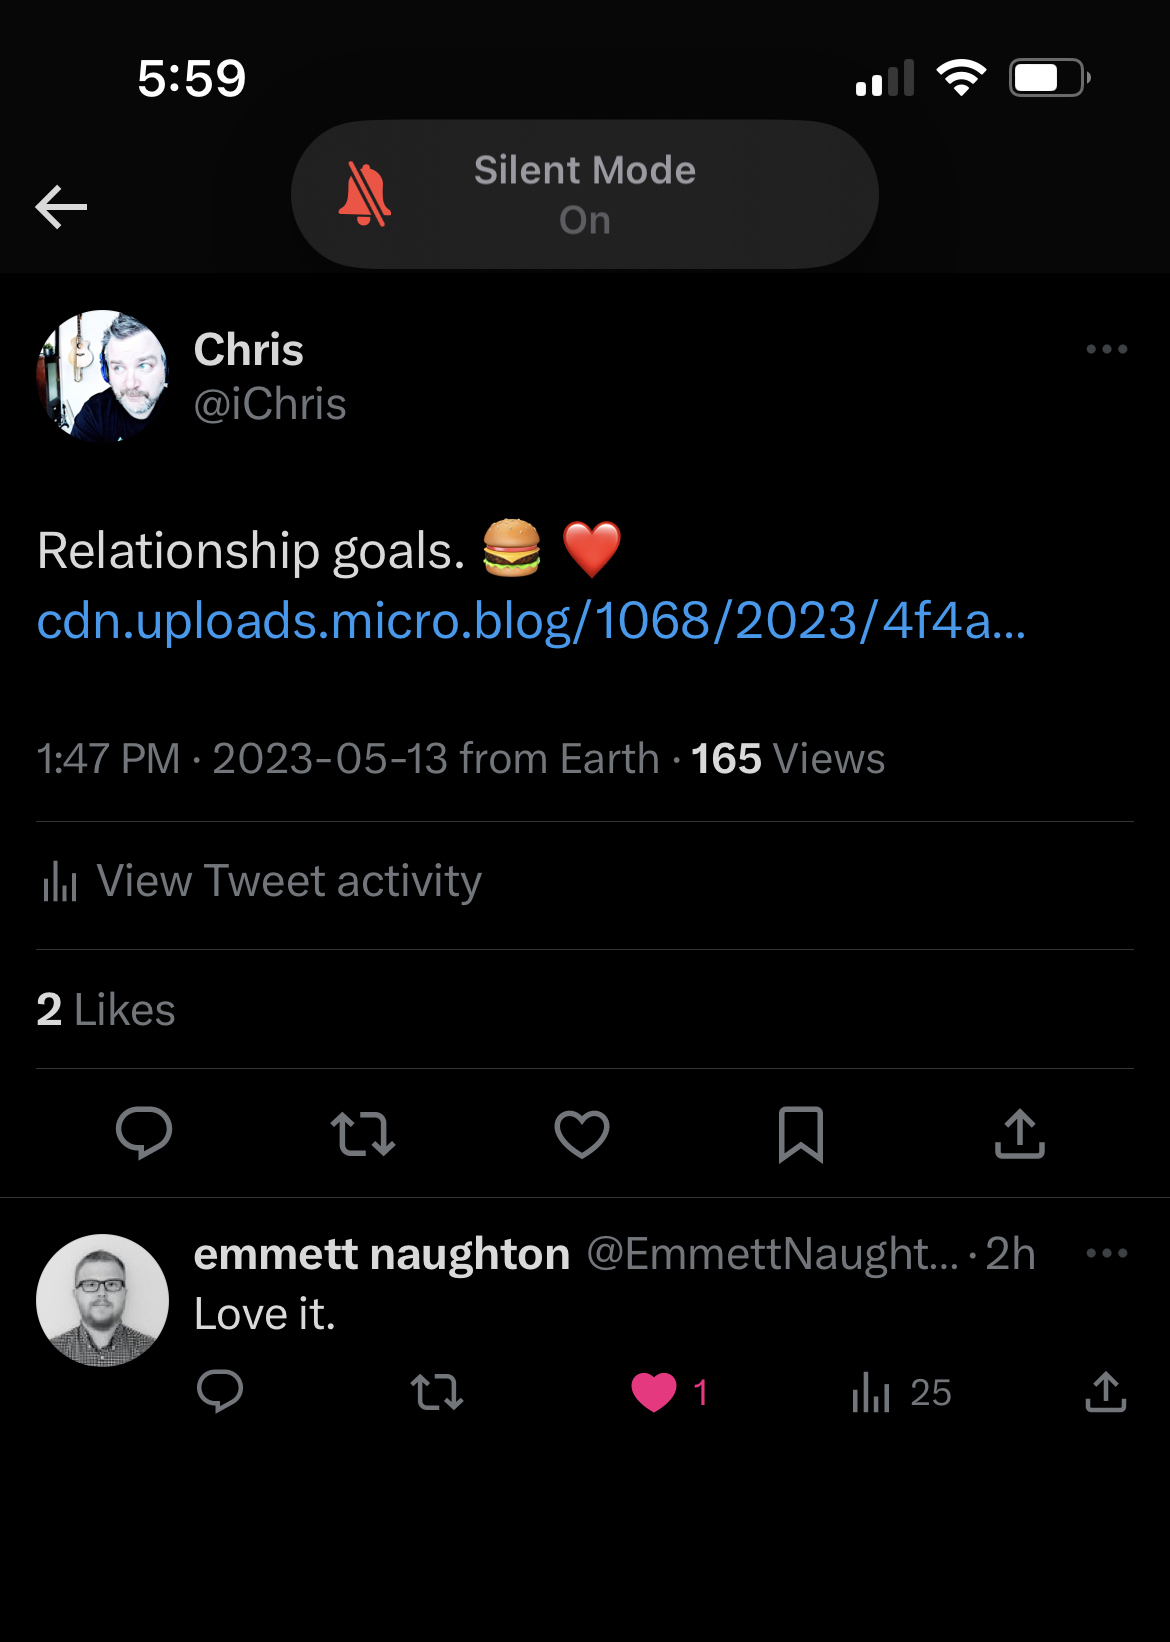 5:59
Silent Mode
On
Chris
@iChris
Relationship goals. 🍔 ❤️
cdn.uploads.micro.blog/1068/2023/4f4a...
1:47 PM · 2023-05-13 from Earth · 165 Views
View Tweet activity
2 Likes
emmett naughton @EmmettNaught... · 2h
Love it.
1 25